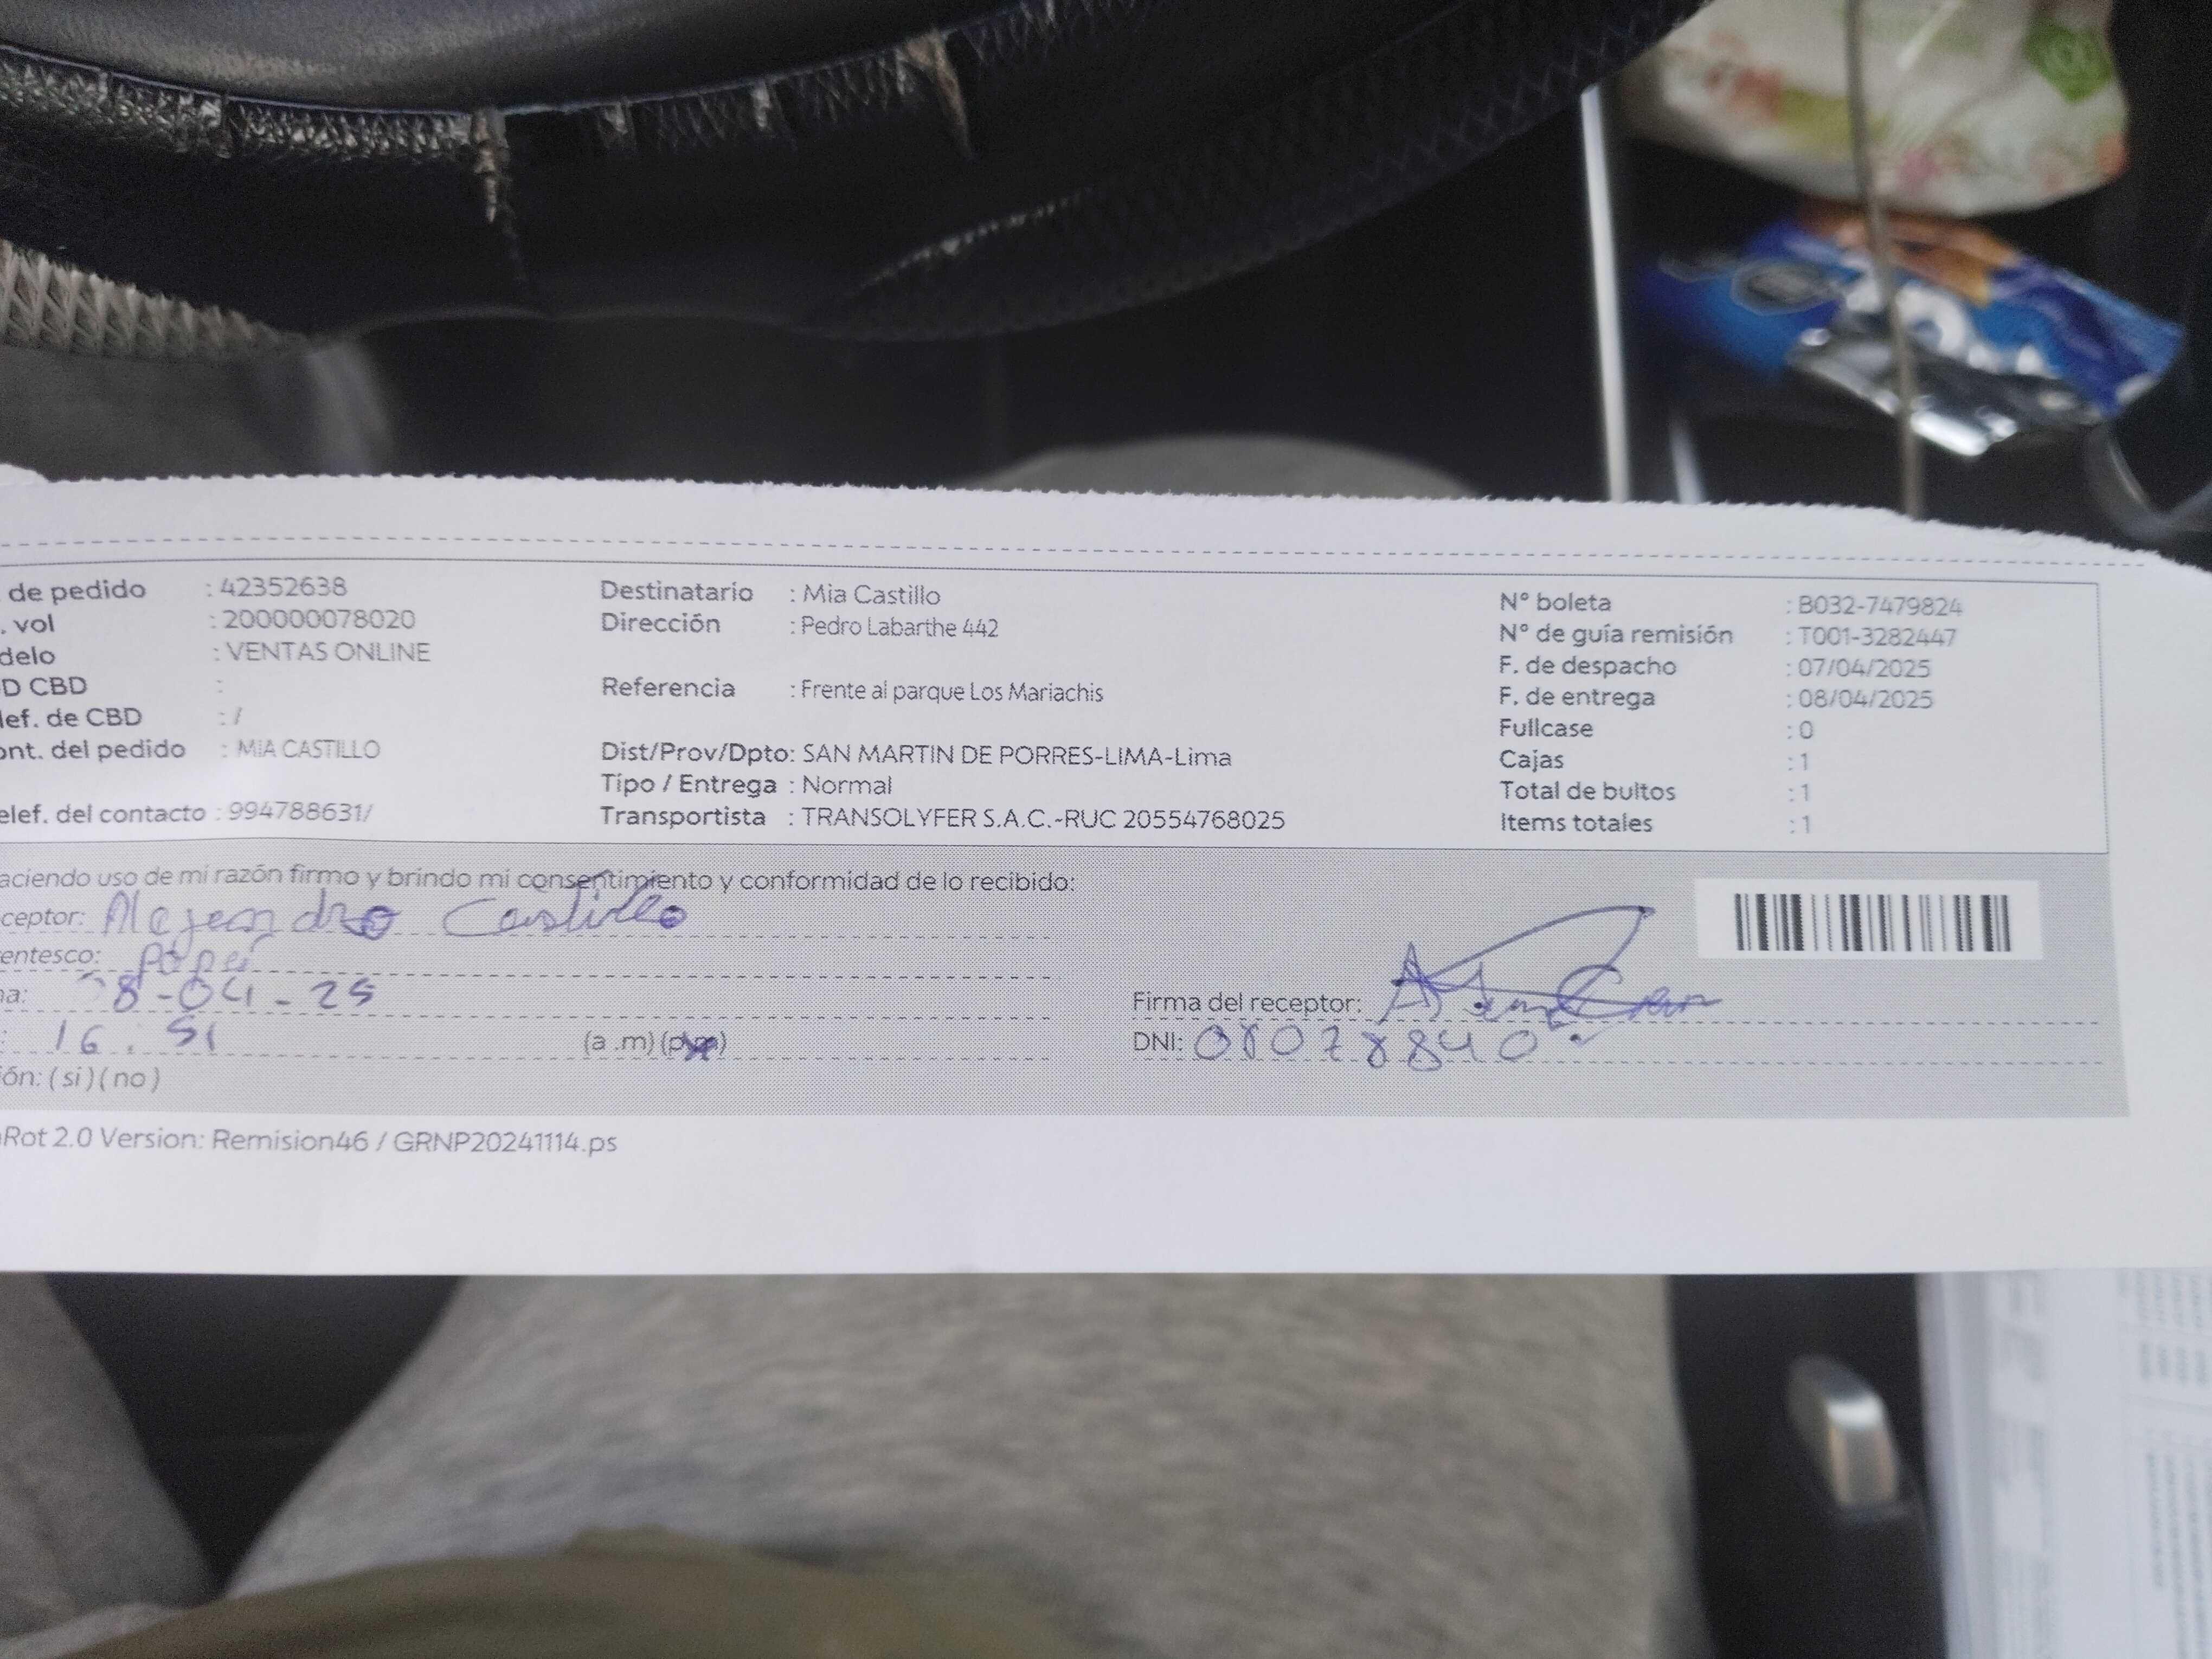 de pedido : 42352638
. vol : 200000078020
delo : VENTAS ONLINE
D CBD :
lef. de CBD : /
ont. del pedido : MIA CASTILLO
elef. del contacto : 994788631/
Destinatario : Mia Castillo
Dirección : Pedro Labarthe 442
Referencia : Frente al parque Los Mariachis
Dist/Prov/Dpto: SAN MARTIN DE PORRES-LIMA-Lima
Tipo / Entrega : Normal
Transportista : TRANSOLYFER S.A.C.-RUC 20554768025
N° boleta : B032-7479824
N° de guía remisión : T001-3282447
F. de despacho : 07/04/2025
F. de entrega : 08/04/2025
Fullcase : 0
Cajas : 1
Total de bultos : 1
Items totales : 1
aciendo uso de mi razón firmo y brindo mi consentimiento y conformidad de lo recibido:
ceptor: Alejandro Castillo
entesco: Papá
na: 08-04-25
: 16:51 (a .m) (p.m)
ión: ( si ) ( no )
Firma del receptor:
DNI: 08078840
Rot 2.0 Version: Remision46 / GRNP20241114.ps